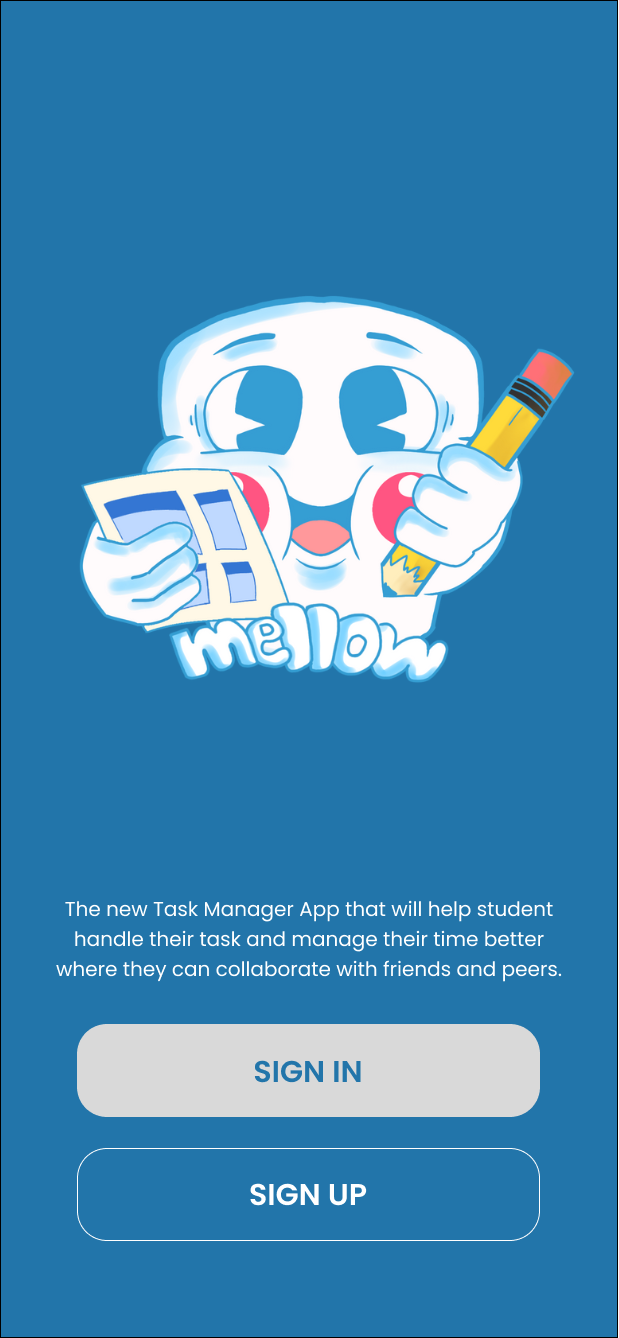 mellow
The new Task Manager App that will help student
handle their task and manage their time better
where they can collaborate with friends and peers.
SIGN IN
SIGN UP